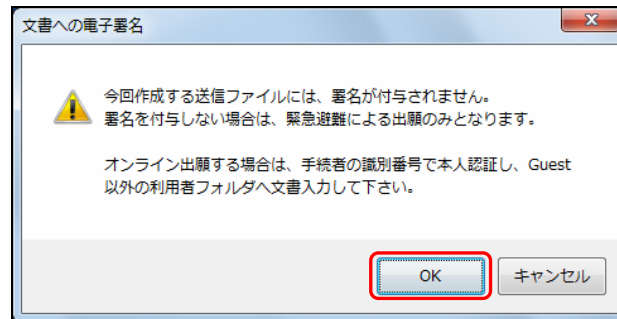 文書への電子署名
今回作成する送信ファイルには、署名が付与されません。
署名を付与しない場合は、緊急避難による出願のみとなります。
オンライン出願する場合は、手続者の識別番号で本人認証し、Guest
以外の利用者フォルダへ文書入力して下さい。
OK
キャンセル